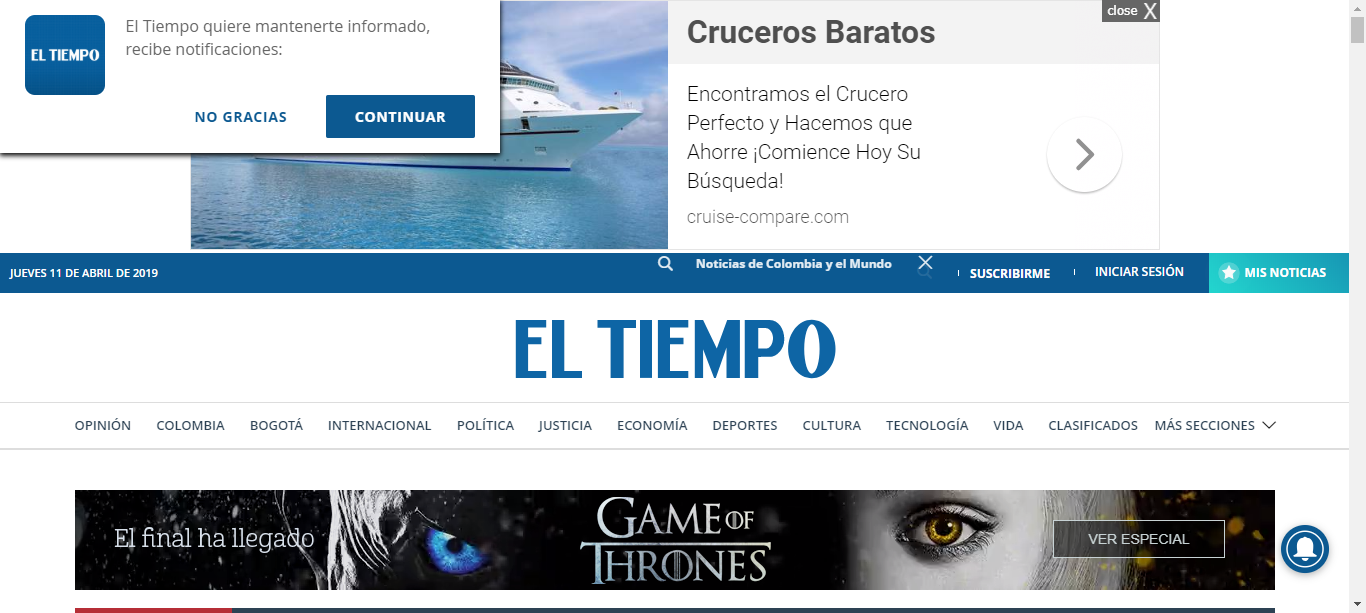 El Tiempo quiere mantenerte informado,
recibe notificaciones:
EL TIEMPO
NO GRACIAS
CONTINUAR
close X
Cruceros Baratos
Encontramos el Crucero
Perfecto y Hacemos que
Ahorre ¡Comience Hoy Su
Búsqueda!
cruise-compare.com
JUEVES 11 DE ABRIL DE 2019
Noticias de Colombia y el Mundo
SUSCRIBIRME
INICIAR SESIÓN
MIS NOTICIAS
EL TIEMPO
OPINIÓN COLOMBIA BOGOTÁ INTERNACIONAL POLÍTICA JUSTICIA ECONOMÍA DEPORTES CULTURA TECNOLOGÍA VIDA CLASIFICADOS MÁS SECCIONES
El final ha llegado
GAME OF
THRONES
VER ESPECIAL